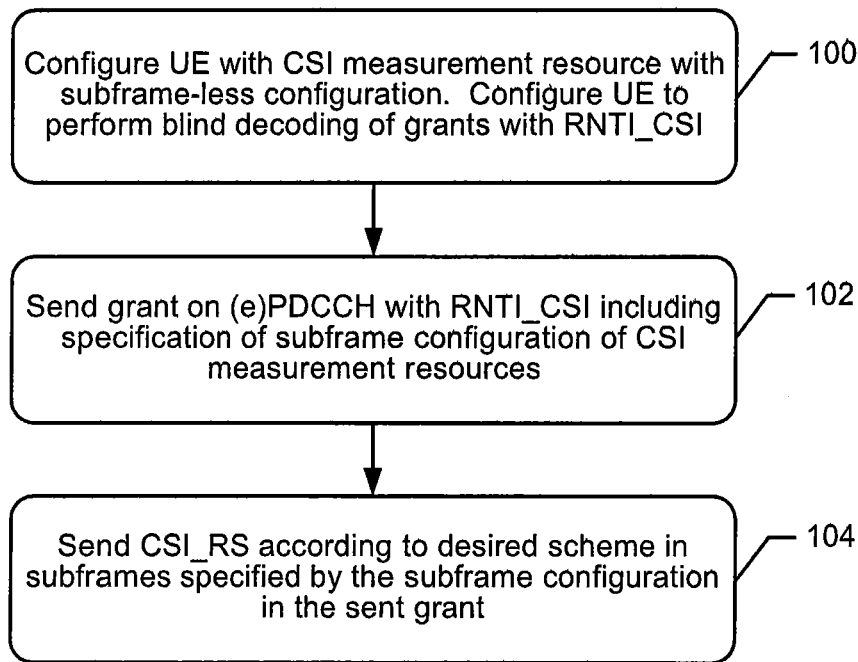 Configure UE with CSI measurement resource with
subframe-less configuration. Configure UE to
perform blind decoding of grants with RNTI_CSI
100
Send grant on (e)PDCCH with RNTI_CSI including
specification of subframe configuration of CSI
measurement resources
102
Send CSI_RS according to desired scheme in
subframes specified by the subframe configuration
in the sent grant
104